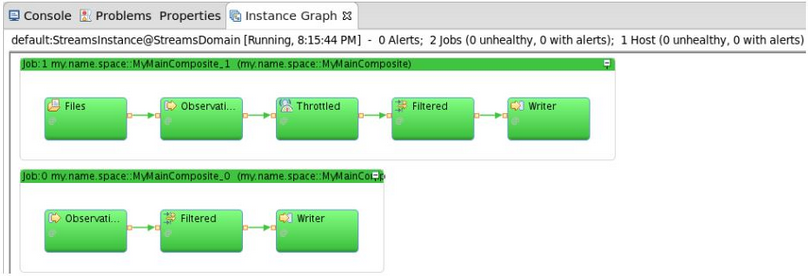 Console Problems Properties Instance Graph
default:StreamsInstance@StreamsDomain [Running, 8:15:44 PM] - 0 Alerts; 2 Jobs (0 unhealthy, 0 with alerts); 1 Host (0 unhealthy, 0 with alerts)
Job:1 my.name.space::MyMainComposite_1 (my.name.space::MyMainComposite)
Files Observati... Throttled Filtered Writer
Job:0 my.name.space::MyMainComposite_0 (my.name.space::MyMainComp
Observati... Filtered Writer